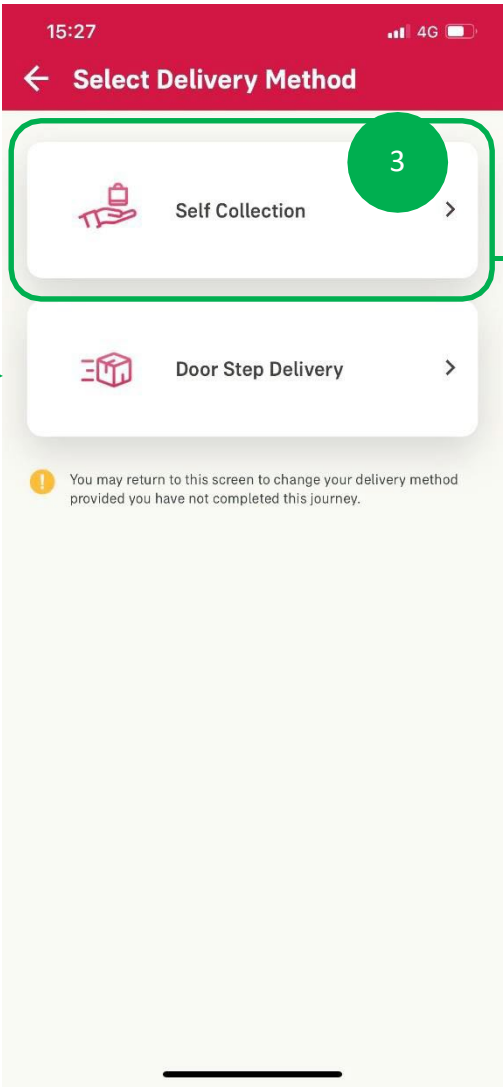 15:27 4G
Select Delivery Method
3
Self Collection
Door Step Delivery
You may return to this screen to change your delivery method
provided you have not completed this journey.